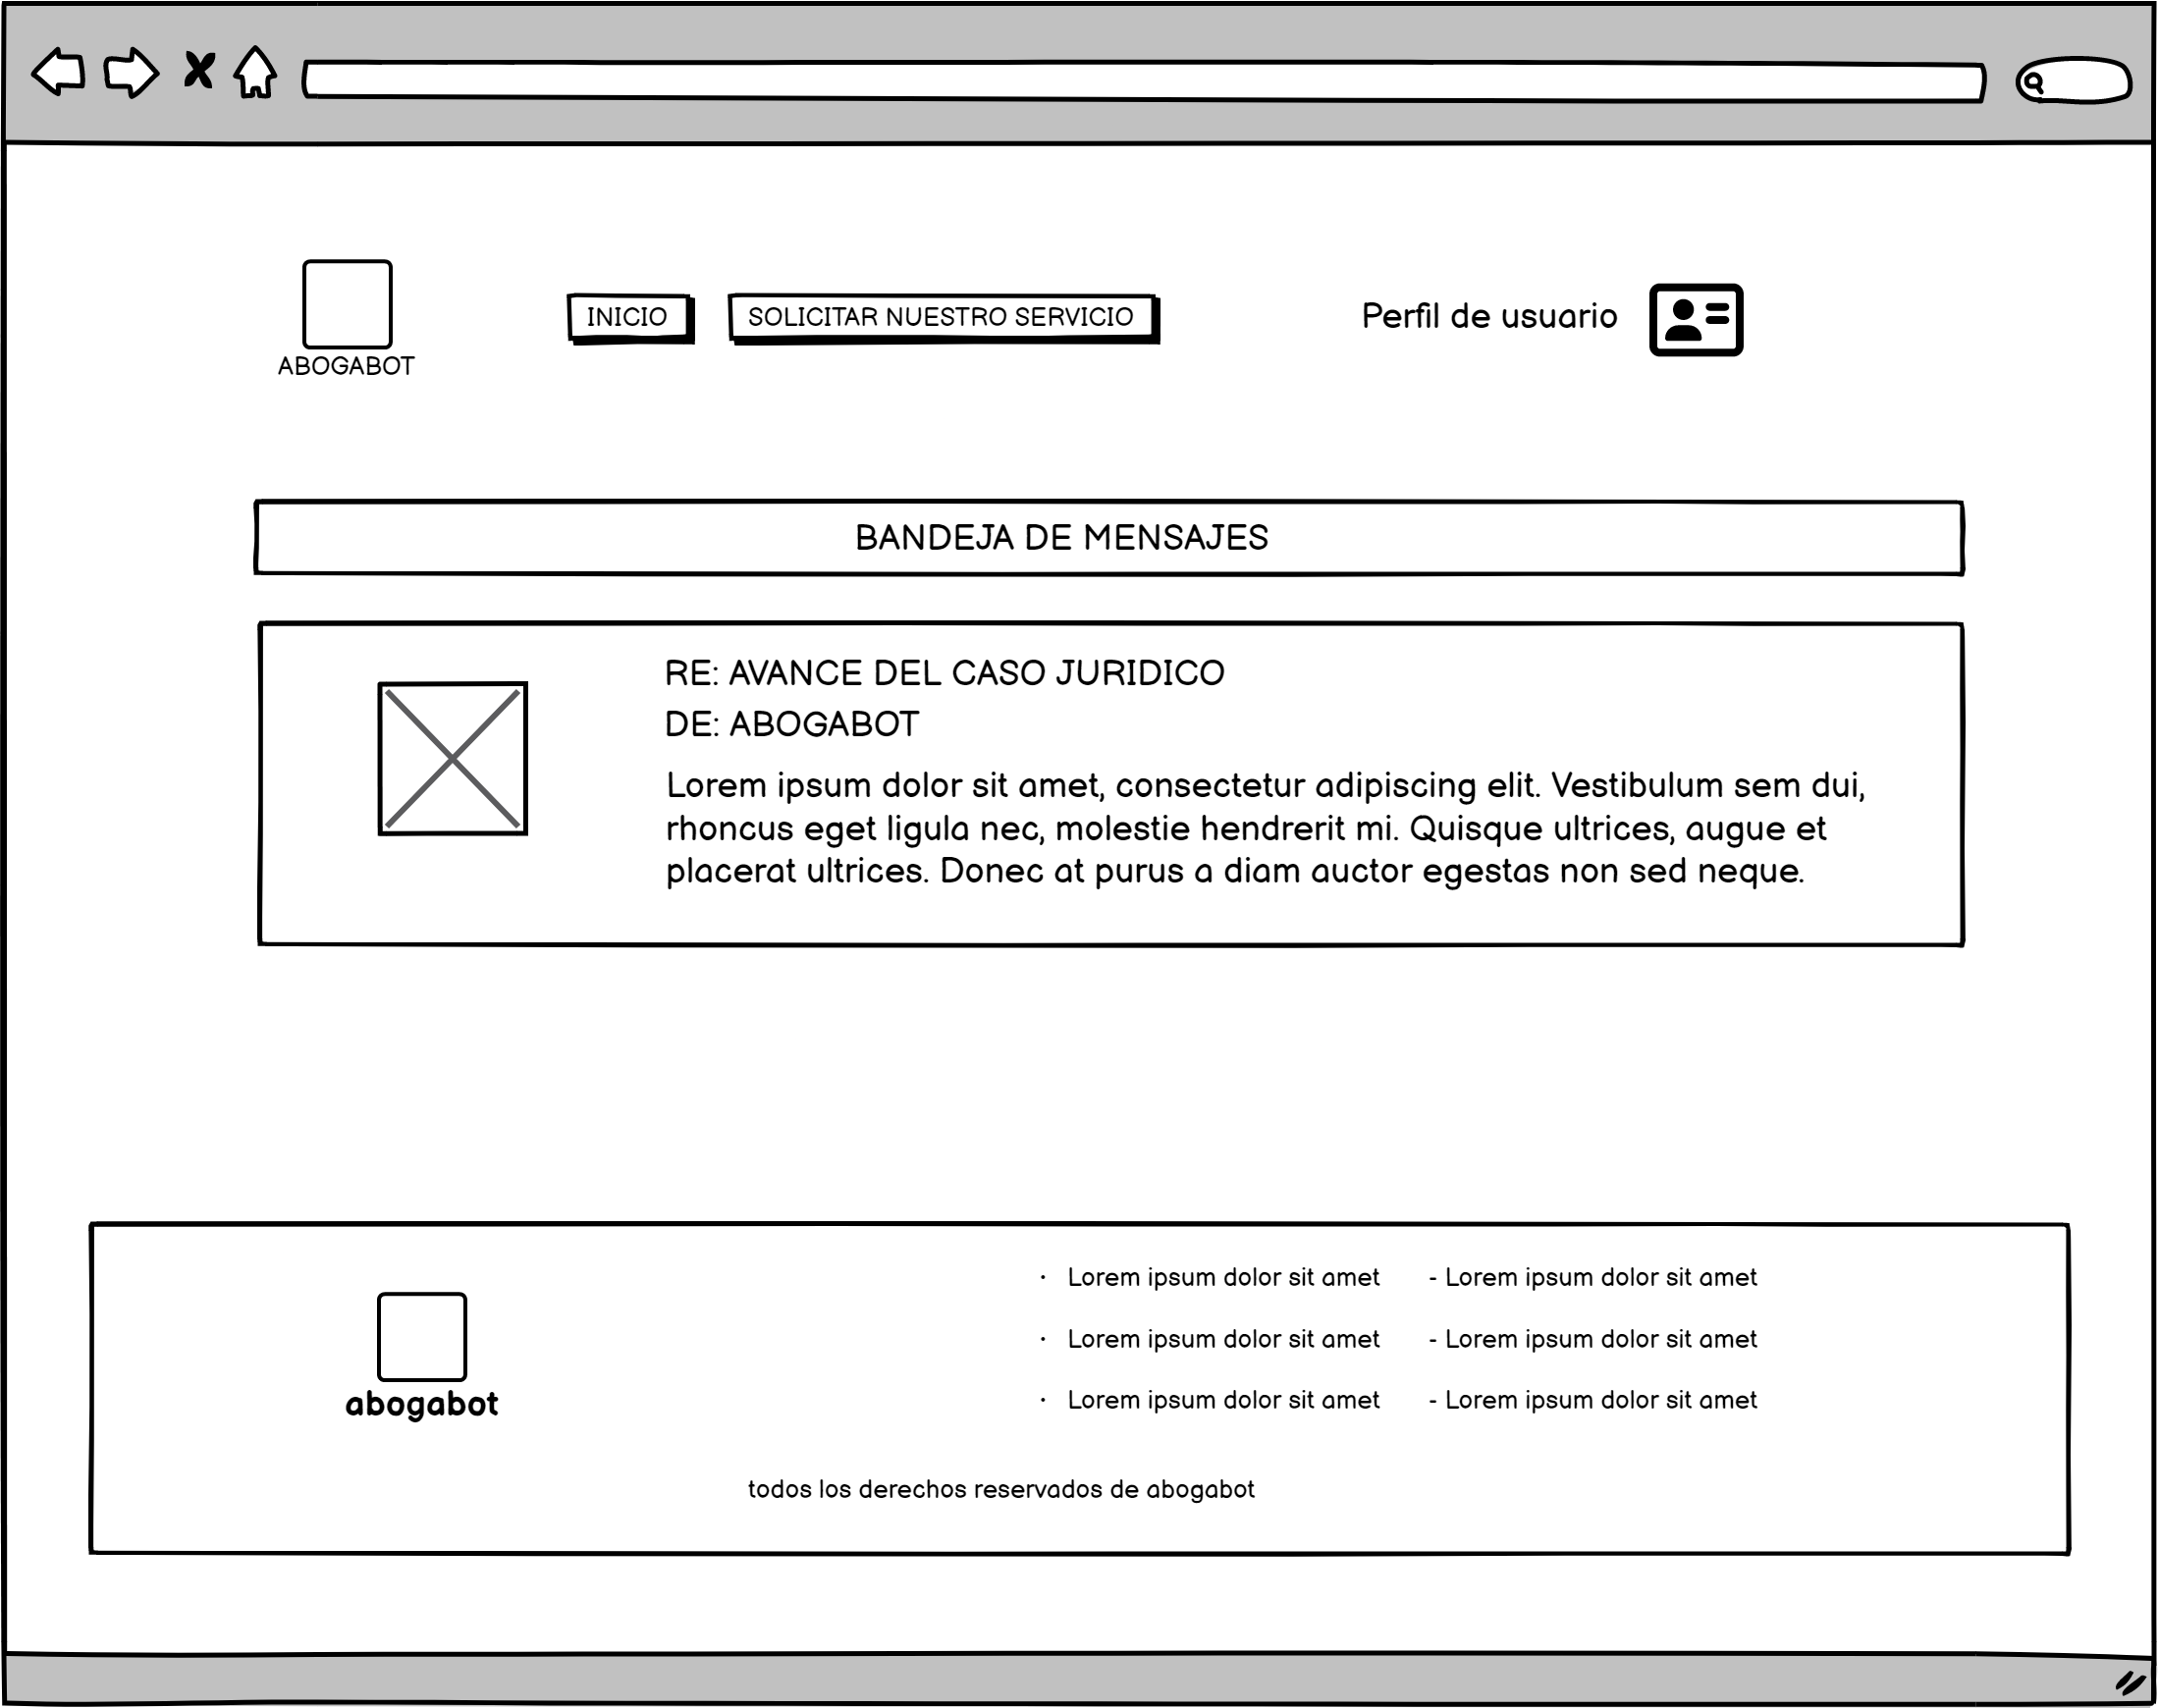 ABOGABOT
INICIO
SOLICITAR NUESTRO SERVICIO
Perfil de usuario
BANDEJA DE MENSAJES
RE: AVANCE DEL CASO JURIDICO
DE: ABOGABOT
Lorem ipsum dolor sit amet, consectetur adipiscing elit. Vestibulum sem dui,
rhoncus eget ligula nec, molestie hendrerit mi. Quisque ultrices, augue et
placerat ultrices. Donec at purus a diam auctor egestas non sed neque.
abogabot
· Lorem ipsum dolor sit amet
- Lorem ipsum dolor sit amet
· Lorem ipsum dolor sit amet
- Lorem ipsum dolor sit amet
· Lorem ipsum dolor sit amet
- Lorem ipsum dolor sit amet
todos los derechos reservados de abogabot